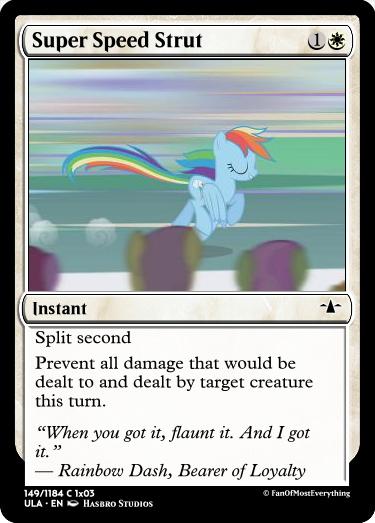 Super Speed Strut
1
Instant
Split second
Prevent all damage that would be
dealt to and dealt by target creature
this turn.
“When you got it, flaunt it. And I got
it.”
— Rainbow Dash, Bearer of Loyalty
149/1184 C 1x03
ULA • EN Hasbro Studios
© FanOfMostEverything